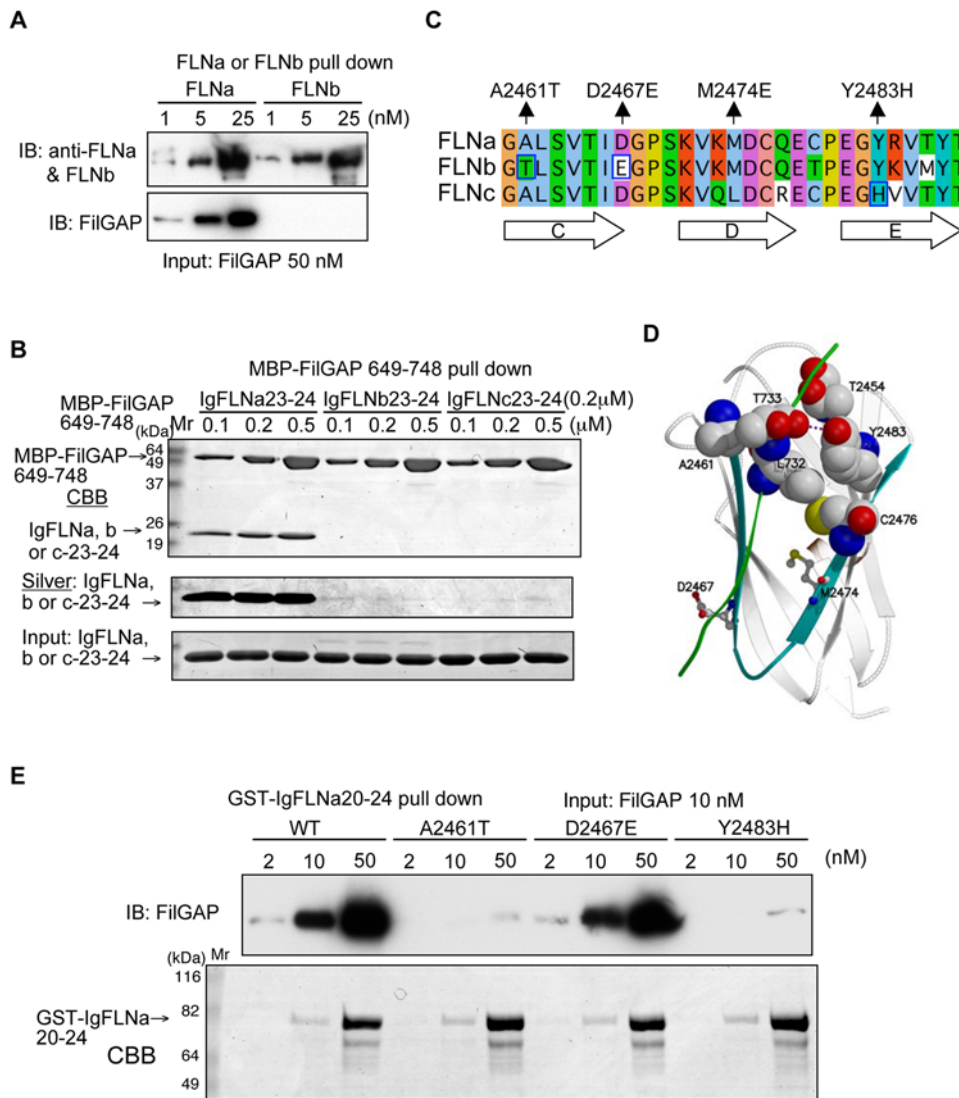 A
FLNa or FLNb pull down
FLNa FLNb
1 5 25 1 5 25 (nM)
IB: anti-FLNa
& FLNb
IB: FilGAP
Input: FilGAP 50 nM
C
A2461T D2467E M2474E Y2483H
FLNa GALSVTIDGPSKVKMDCQECPEGYRVTYT
FLNb GTLSVTIEGPSKVKMDCQETPEGYKVMYT
FLNc GALSVTIDGPSKVQLDCRECPEGHVVTYT
C D E
B
MBP-FilGAP 649-748 pull down
MBP-FilGAP
649-748
IgFLNa23-24 IgFLNb23-24 IgFLNc23-24 (0.2μM)
(kDa) Mr 0.1 0.2 0.5 0.1 0.2 0.5 0.1 0.2 0.5 (μM)
MBP-FilGAP→
649-748
CBB
64
49
37
26
19
IgFLNa, b →
or c-23-24
Silver: IgFLNa,
b or c-23-24 →
Input: IgFLNa,
b or c-23-24 →
D
T733
T2454
Y2483
A2461
L732
C2476
D2467
M2474
E
GST-IgFLNa20-24 pull down Input: FilGAP 10 nM
WT A2461T D2467E Y2483H
2 10 50 2 10 50 2 10 50 2 10 50 (nM)
IB: FilGAP
(kDa) Mr
116
82
64
49
GST-IgFLNa→
20-24
CBB